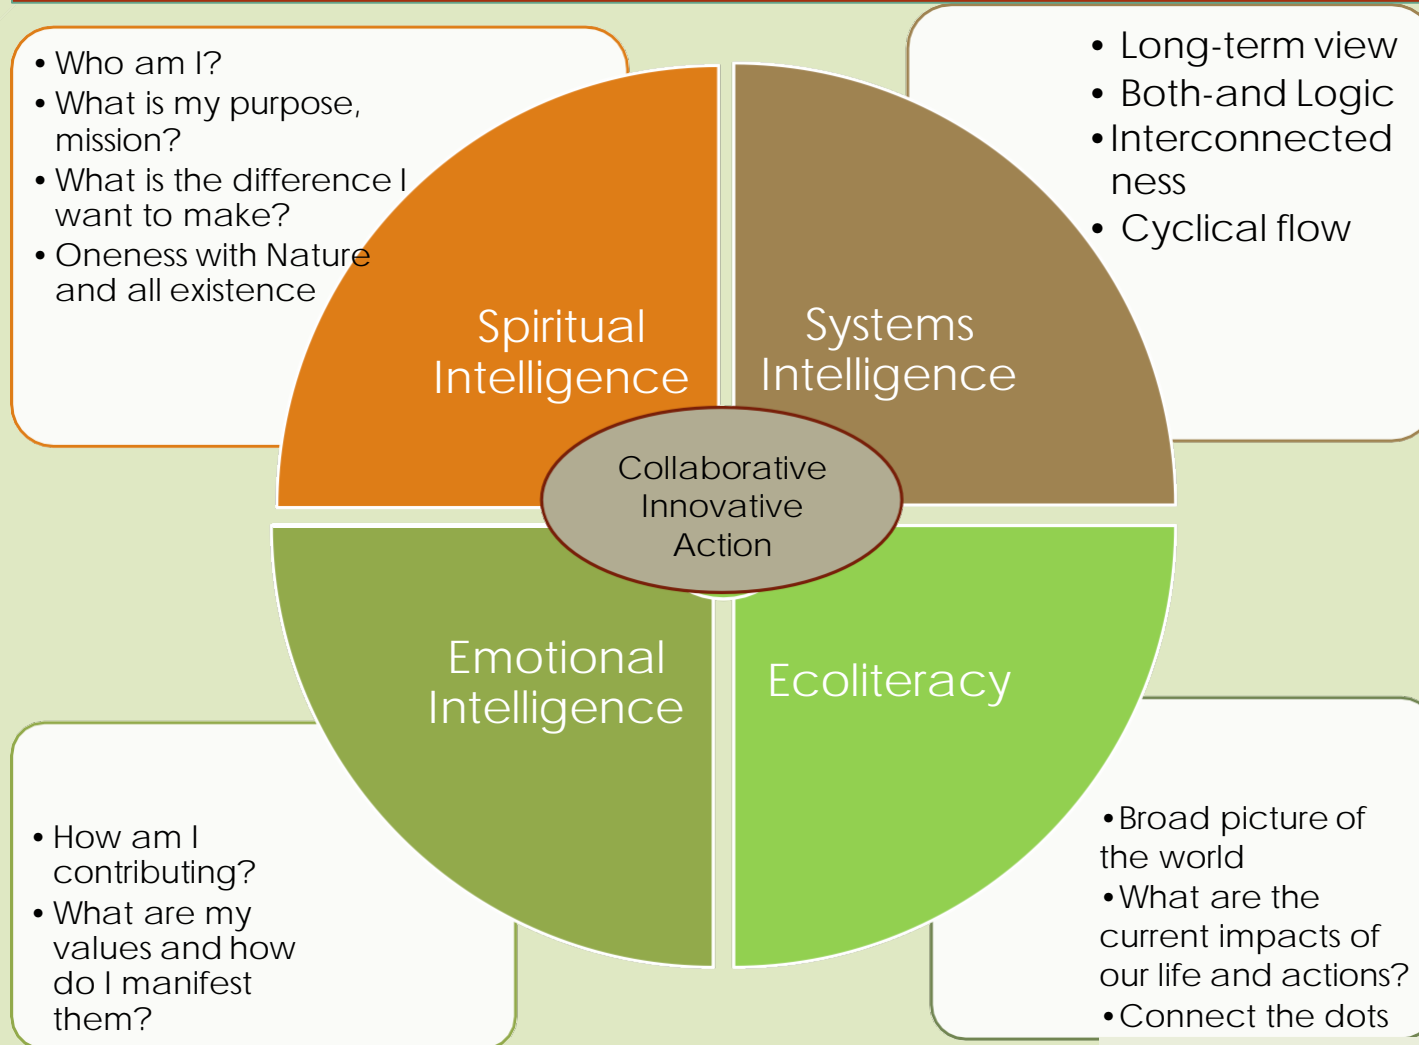 • Who am I?
• What is my purpose,
mission?
• What is the difference I
want to make?
• Oneness with Nature
and all existence
• Long-term view
• Both-and Logic
•Interconnected
ness
• Cyclical flow
Spiritual
Intelligence
Systems
Intelligence
Collaborative
Innovative
Action
Emotional
Intelligence
Ecoliteracy
• How am I
contributing?
• What are my
values and how
do I manifest
them?
•Broad picture of
the world
•What are the
current impacts of
our life and actions?
•Connect the dots